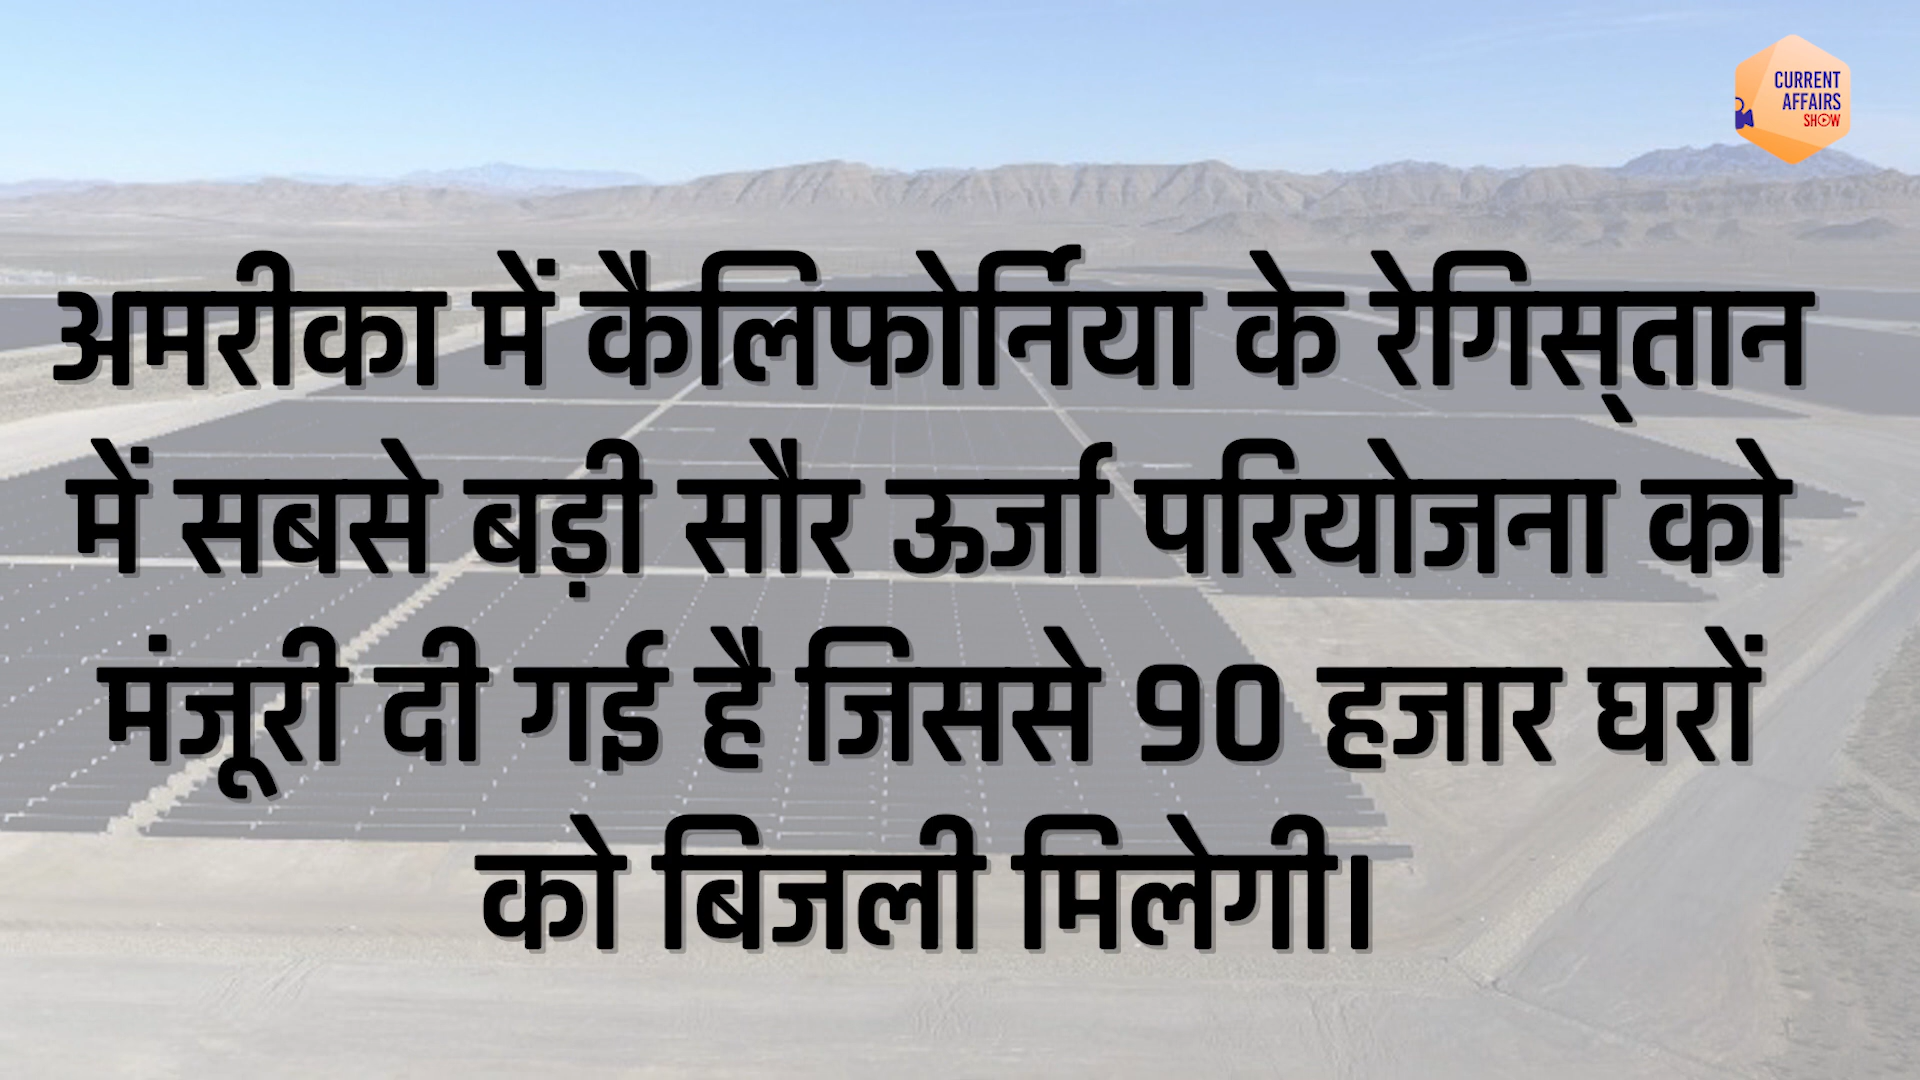 CURRENT
AFFAIRS
SHOW
अमरीका में कैलिफोर्निया के रेगिस्‌तान
में सबसे बड़ी सौर ऊर्जा परियोजना को
मंजूरी दी गई है जिससे 90 हजार घरों
को बिजली मिलेगी।